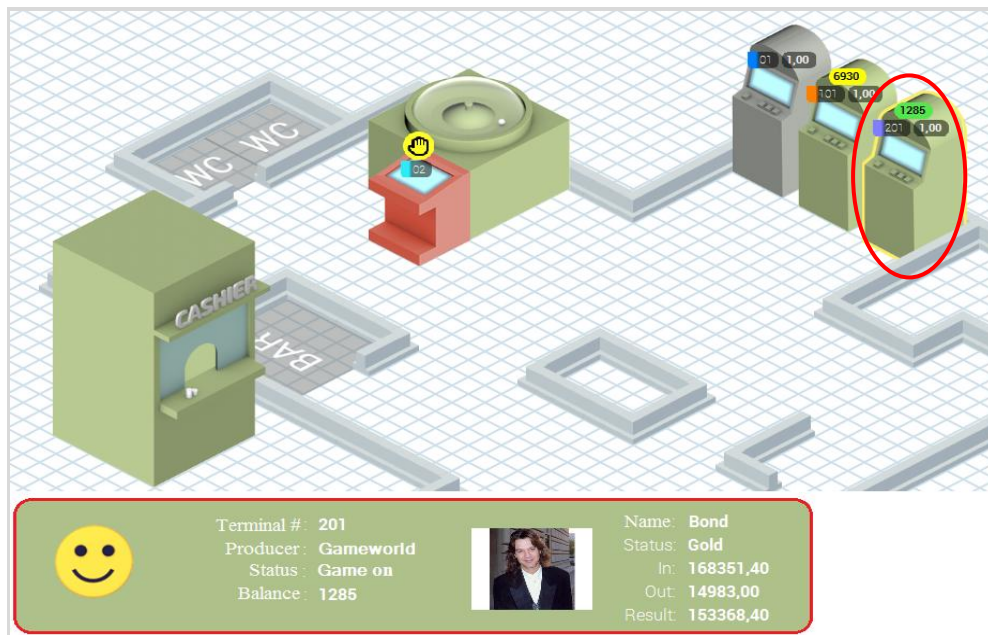 01 1,00
6930
101 1,00
1285
201 1,00
WC WC
02
CASHIER
BAR
Terminal #: 201
Producer: Gameworld
Status: Game on
Balance: 1285
Name: Bond
Status: Gold
In: 168351,40
Out: 14983,00
Result: 153368,40